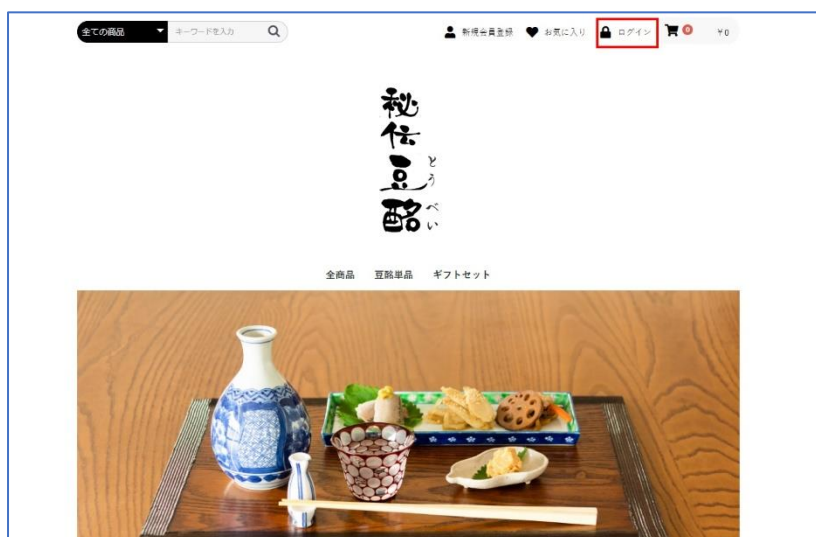 全ての商品 キーワードを入力 新規会員登録 お気に入り ログイン 0 ￥0
秘伝豆酩
とうべい
全商品 豆酩単品 ギフトセット